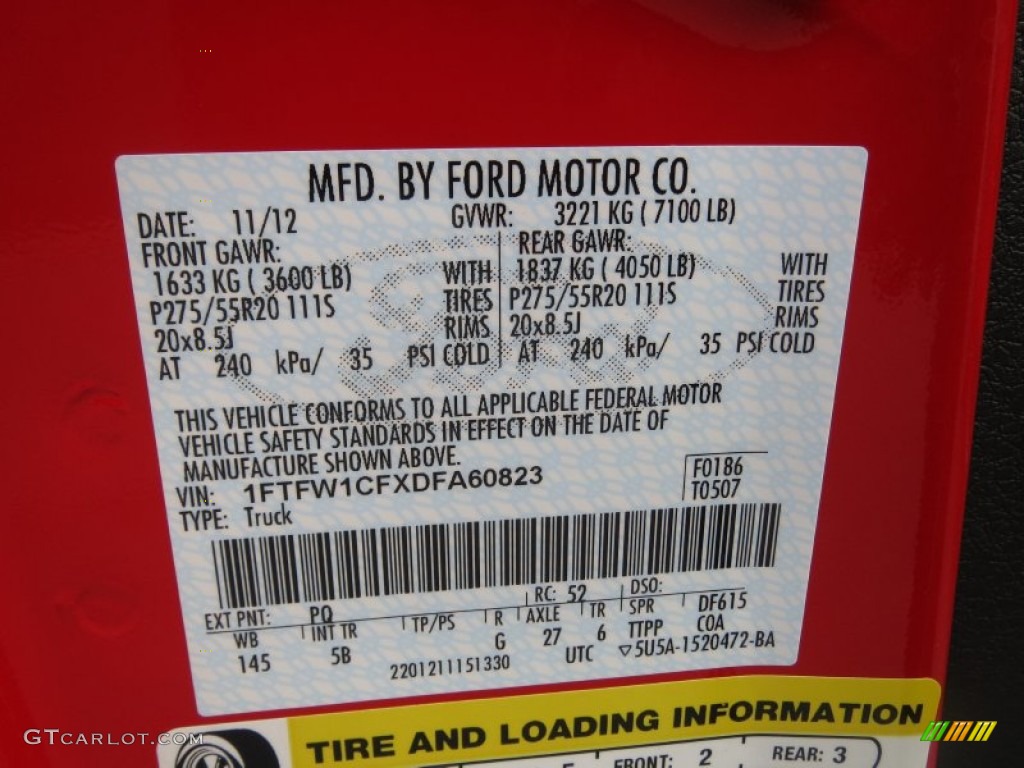 MFD. BY FORD MOTOR CO.
DATE: 11/12 GVWR: 3221 KG ( 7100 LB)
FRONT GAWR: REAR GAWR:
1633 KG ( 3600 LB) WITH 1837 KG ( 4050 LB) WITH
P275/55R20 111S TIRES P275/55R20 111S TIRES
20x8.5J RIMS 20x8.5J RIMS
AT 240 kPa/ 35 PSI COLD AT 240 kPa/ 35 PSI COLD
THIS VEHICLE CONFORMS TO ALL APPLICABLE FEDERAL MOTOR
VEHICLE SAFETY STANDARDS IN EFFECT ON THE DATE OF
MANUFACTURE SHOWN ABOVE.
VIN: 1FTFW1CFXDFA60823 F0186
TYPE: Truck T0507
EXT PNT: PQ RC: 52 DSO:
WB INT TR TP/PS R AXLE TR SPR DF615
145 5B G 27 6 TTPP COA
2201211151330 UTC ▽5U5A-1520472-BA
TIRE AND LOADING INFORMATION
FRONT: 2 REAR: 3
GTCARLOT.COM